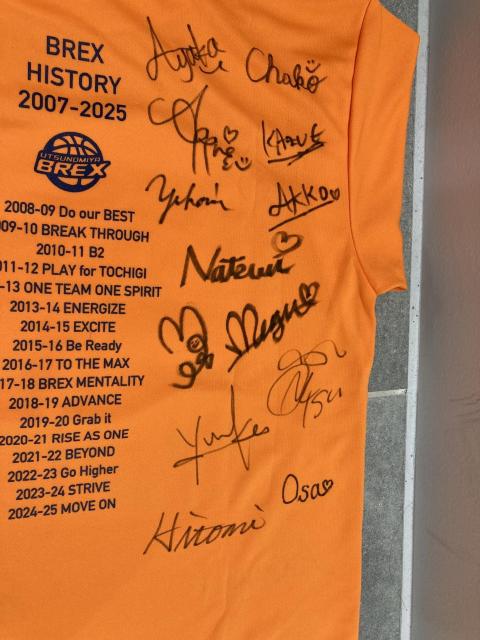 BREX
HISTORY
2007-2025
UTSUNOMIYA
BREX
2008-09 Do our BEST
09-10 BREAK THROUGH
2010-11 B2
011-12 PLAY for TOCHIGI
-13 ONE TEAM ONE SPIRIT
2013-14 ENERGIZE
2014-15 EXCITE
2015-16 Be Ready
2016-17 TO THE MAX
17-18 BREX MENTALITY
2018-19 ADVANCE
2019-20 Grab it
2020-21 RISE AS ONE
2021-22 BEYOND
2022-23 Go Higher
2023-24 STRIVE
2024-25 MOVE ON
Ayaka
Chako
KAZUE
AKKO
Natsumi
Megu
Osa
Hitomi